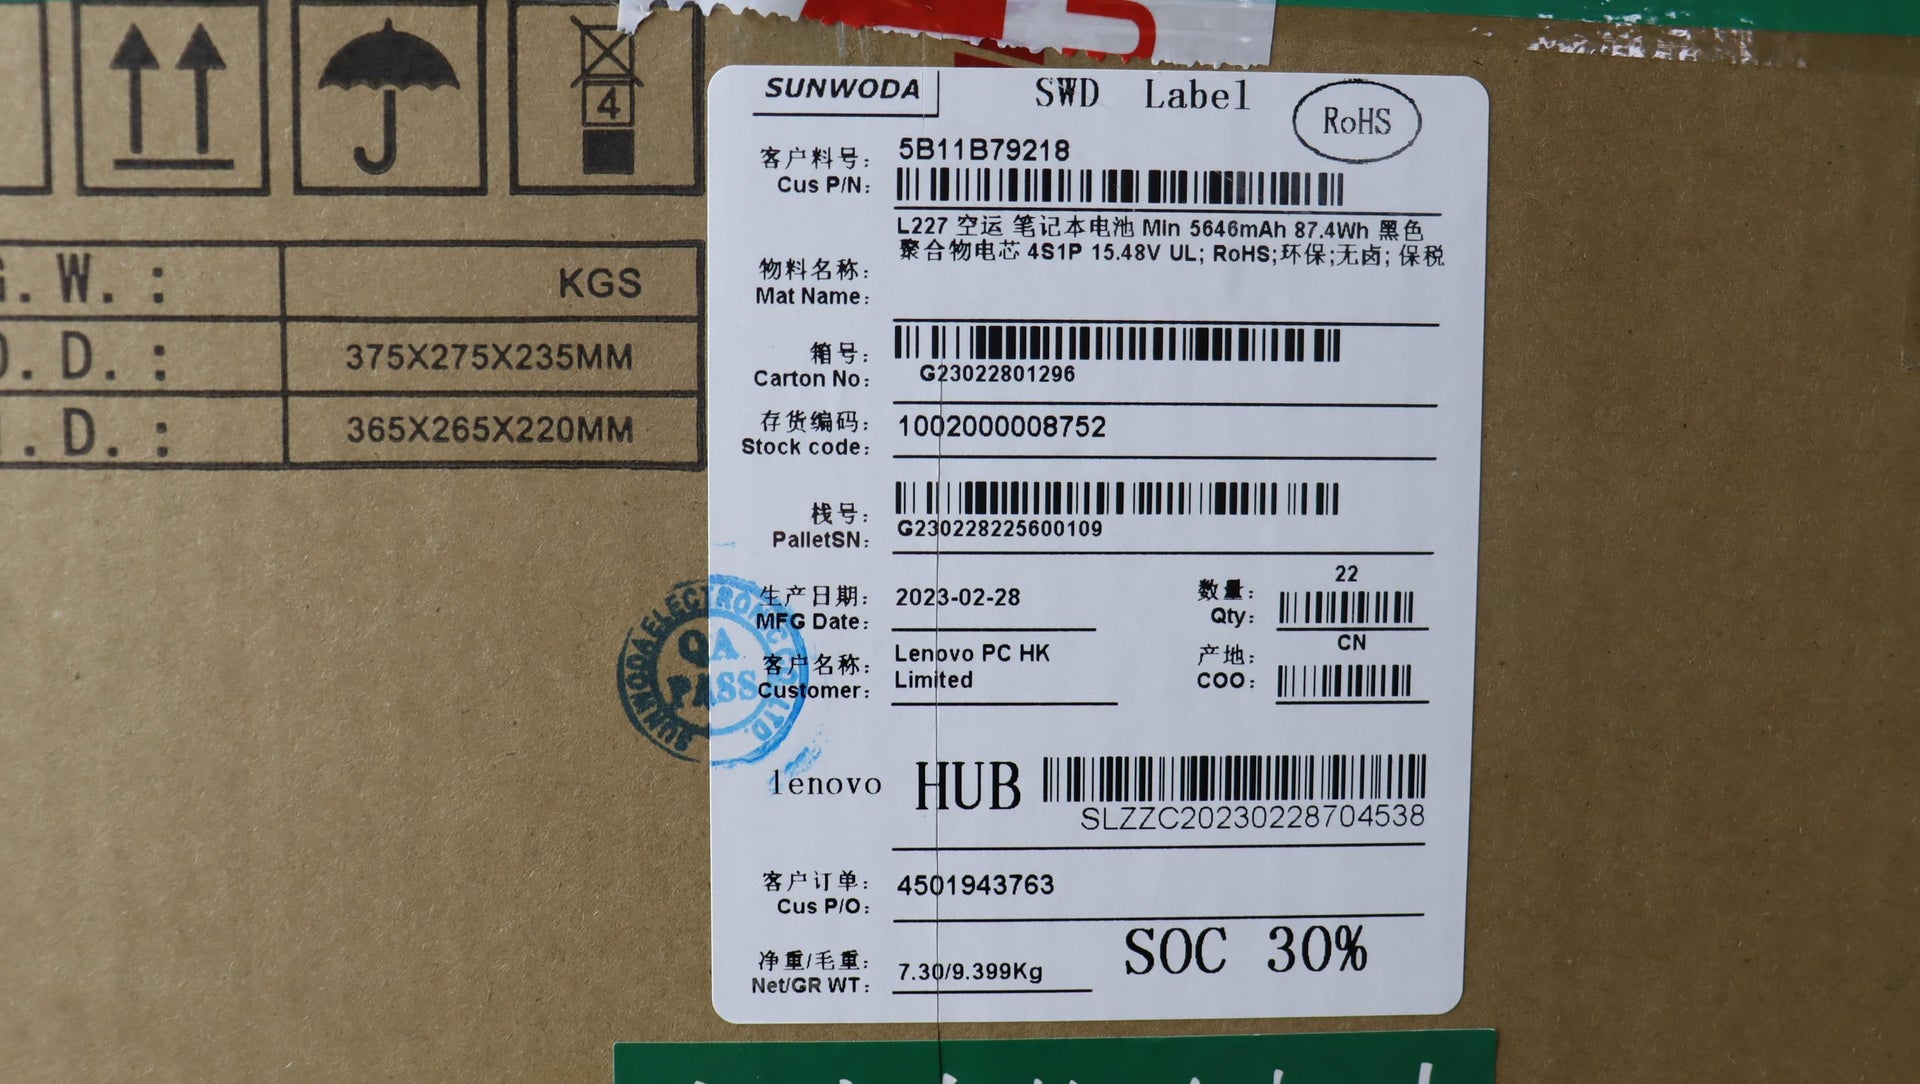 4
G. W. :
KGS
O. D. :
375X275X235MM
I. D. :
365X265X220MM
SUNWODA
SWD Label
RoHS
客户料号:
Cus P/N:
5B11B79218
物料名称:
Mat Name:
L227 空运 笔记本电池 Min 5646mAh 87.4Wh 黑色
聚合物电芯 4S1P 15.48V UL; RoHS;环保;无卤; 保税
箱号:
Carton No:
G23022801296
存货编码:
Stock code:
1002000008752
栈号:
PalletSN:
G230228225600109
生产日期:
MFG Date:
2023-02-28
数量:
Qty:
22
客户名称:
Customer:
Lenovo PC HK
Limited
产地:
COO:
CN
SUNWODA ELECTRONIC CO.,LTD.
QA
PASS
lenovo HUB
SLZZC20230228704538
客户订单:
Cus P/O:
4501943763
净重/毛重:
Net/GR WT:
7.30/9.399Kg
SOC 30%